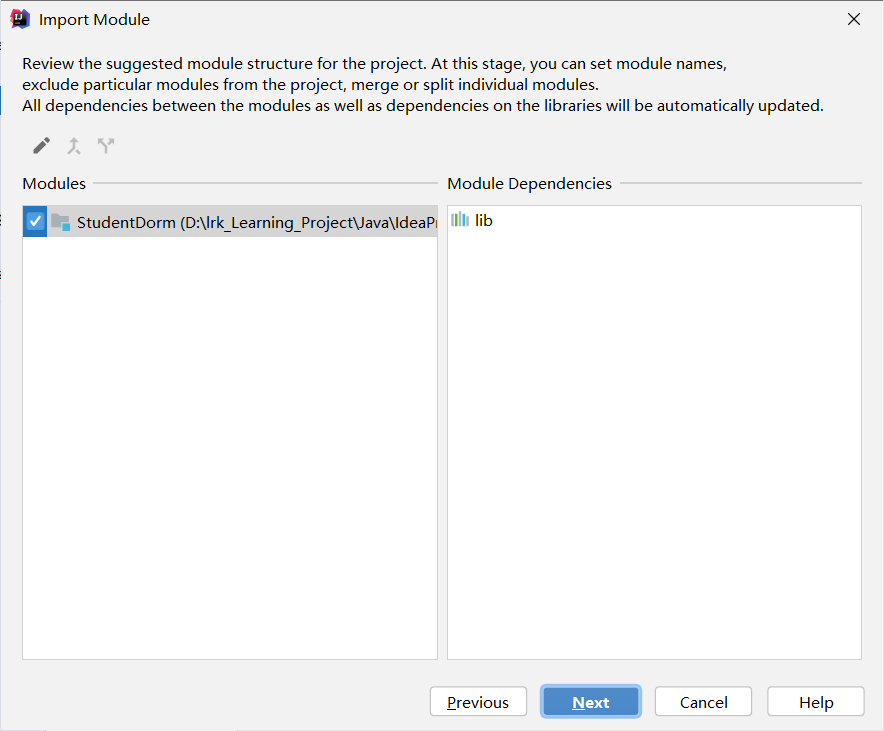 Import Module
Review the suggested module structure for the project. At this stage, you can set module names,
exclude particular modules from the project, merge or split individual modules.
All dependencies between the modules as well as dependencies on the libraries will be automatically updated.
Modules
Module Dependencies
StudentDorm (D:\lrk_Learning_Project\Java\IdeaPr
lib
Previous
Next
Cancel
Help